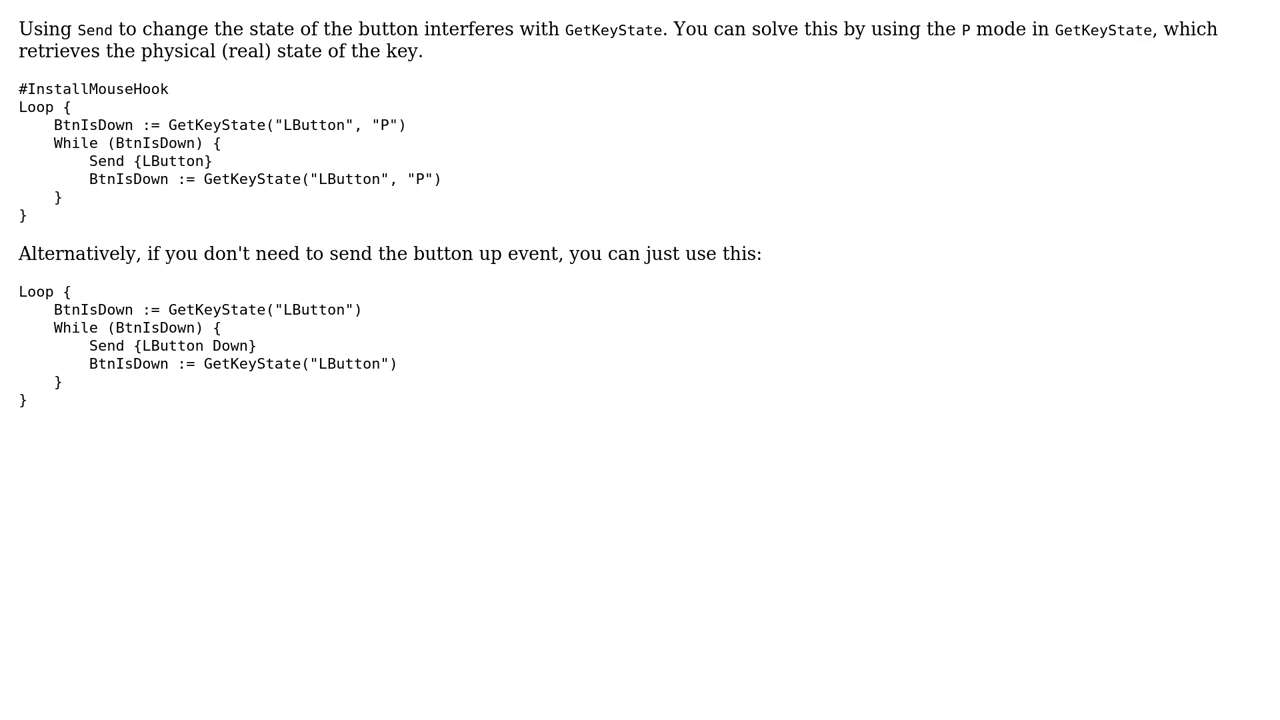 Using Send to change the state of the button interferes with GetKeyState. You can solve this by using the P mode in GetKeyState, which
retrieves the physical (real) state of the key.
#InstallMouseHook
Loop {
    BtnIsDown := GetKeyState("LButton", "P")
    While (BtnIsDown) {
        Send {LButton}
        BtnIsDown := GetKeyState("LButton", "P")
    }
}
Alternatively, if you don't need to send the button up event, you can just use this:
Loop {
    BtnIsDown := GetKeyState("LButton")
    While (BtnIsDown) {
        Send {LButton Down}
        BtnIsDown := GetKeyState("LButton")
    }
}